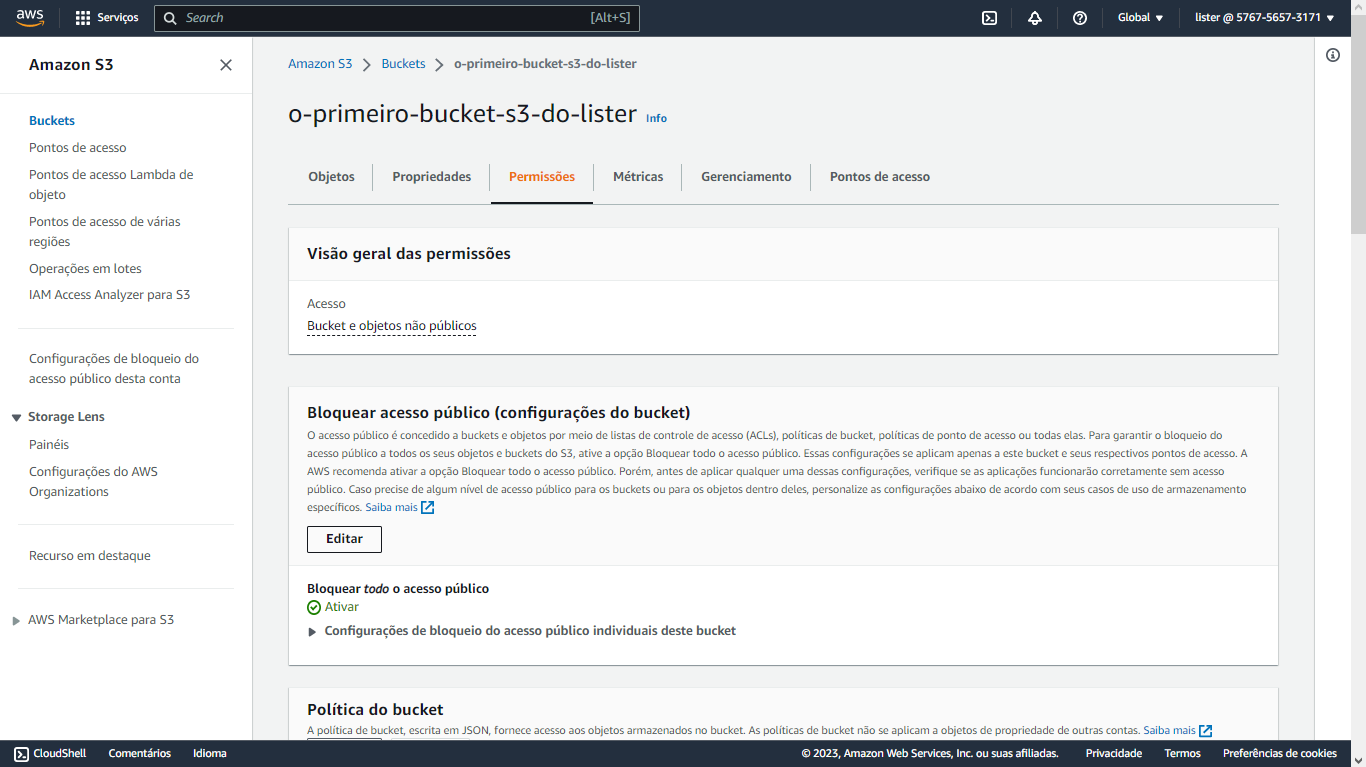 aws
Serviços
Search
[Alt+S]
Global
lister @ 5767-5657-3171
Amazon S3
Buckets
Pontos de acesso
Pontos de acesso Lambda de
objeto
Pontos de acesso de várias
regiões
Operações em lotes
IAM Access Analyzer para S3
Configurações de bloqueio do
acesso público desta conta
Storage Lens
Painéis
Configurações do AWS
Organizations
Recurso em destaque
AWS Marketplace para S3
Amazon S3 > Buckets > o-primeiro-bucket-s3-do-lister
o-primeiro-bucket-s3-do-lister Info
Objetos
Propriedades
Permissões
Métricas
Gerenciamento
Pontos de acesso
Visão geral das permissões
Acesso
Bucket e objetos não públicos
Bloquear acesso público (configurações do bucket)
O acesso público é concedido a buckets e objetos por meio de listas de controle de acesso (ACLs), políticas de bucket, políticas de ponto de acesso ou todas elas. Para garantir o bloqueio do
acesso público a todos os seus objetos e buckets do S3, ative a opção Bloquear todo o acesso público. Essas configurações se aplicam apenas a este bucket e seus respectivos pontos de acesso. A
AWS recomenda ativar a opção Bloquear todo o acesso público. Porém, antes de aplicar qualquer uma dessas configurações, verifique se as aplicações funcionarão corretamente sem acesso
público. Caso precise de algum nível de acesso público para os buckets ou para os objetos dentro deles, personalize as configurações abaixo de acordo com seus casos de uso de armazenamento
específicos. Saiba mais
Editar
Bloquear todo o acesso público
Ativar
Configurações de bloqueio do acesso público individuais deste bucket
Política do bucket
A política de bucket, escrita em JSON, fornece acesso aos objetos armazenados no bucket. As políticas de bucket não se aplicam a objetos de propriedade de outras contas. Saiba mais
CloudShell
Comentários
Idioma
© 2023, Amazon Web Services, Inc. ou suas afiliadas.
Privacidade
Termos
Preferências de cookies